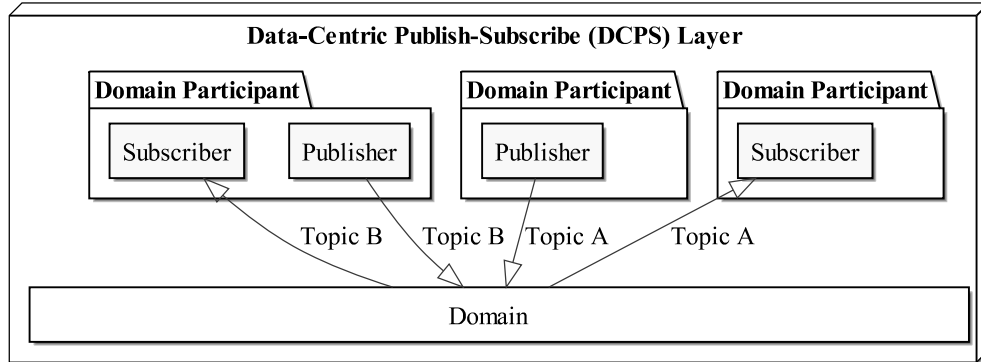 Data-Centric Publish-Subscribe (DCPS) Layer
Domain Participant
Domain Participant
Domain Participant
Subscriber
Publisher
Publisher
Subscriber
Topic B
Topic B
Topic A
Topic A
Domain